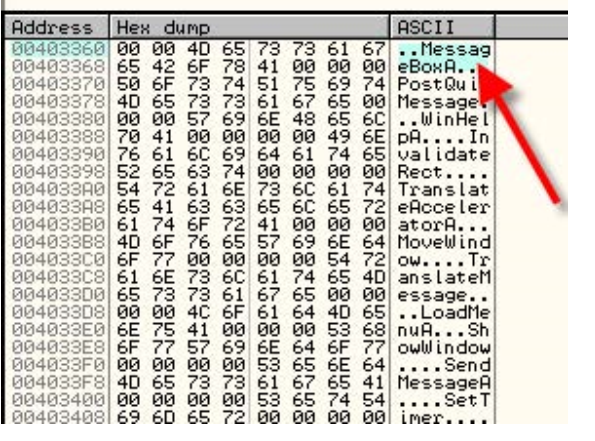 Address Hex dump ASCII
00403360 00 00 4D 65 73 73 61 67 ..Messag
00403368 65 42 6F 78 41 00 00 00 eBoxA..
00403370 50 6F 73 74 51 75 69 74 PostQui
00403378 4D 65 73 73 61 67 65 00 Message.
00403380 00 00 57 69 6E 48 65 6C ..WinHel
00403388 70 41 00 00 00 00 49 6E pA....In
00403390 76 61 6C 69 64 61 74 65 validate
00403398 52 65 63 74 00 00 00 00 Rect....
004033A0 54 72 61 6E 73 6C 61 74 Translat
004033A8 65 41 63 63 65 6C 65 72 eAcceler
004033B0 61 74 6F 72 41 00 00 00 atorA...
004033B8 4D 6F 76 65 57 69 6E 64 MoveWind
004033C0 6F 77 00 00 00 00 54 72 ow....Tr
004033C8 61 6E 73 6C 61 74 65 4D anslateM
004033D0 65 73 73 61 67 65 00 00 essage..
004033D8 00 00 4C 6F 61 64 4D 65 ..LoadMe
004033E0 6E 75 41 00 00 00 53 68 nuA...Sh
004033E8 6F 77 57 69 6E 64 6F 77 owWindow
004033F0 00 00 00 00 53 65 6E 64 ....Send
004033F8 4D 65 73 73 61 67 65 41 MessageA
00403400 00 00 00 00 53 65 74 54 ....SetT
00403408 69 6D 65 72 00 00 00 00 imer....